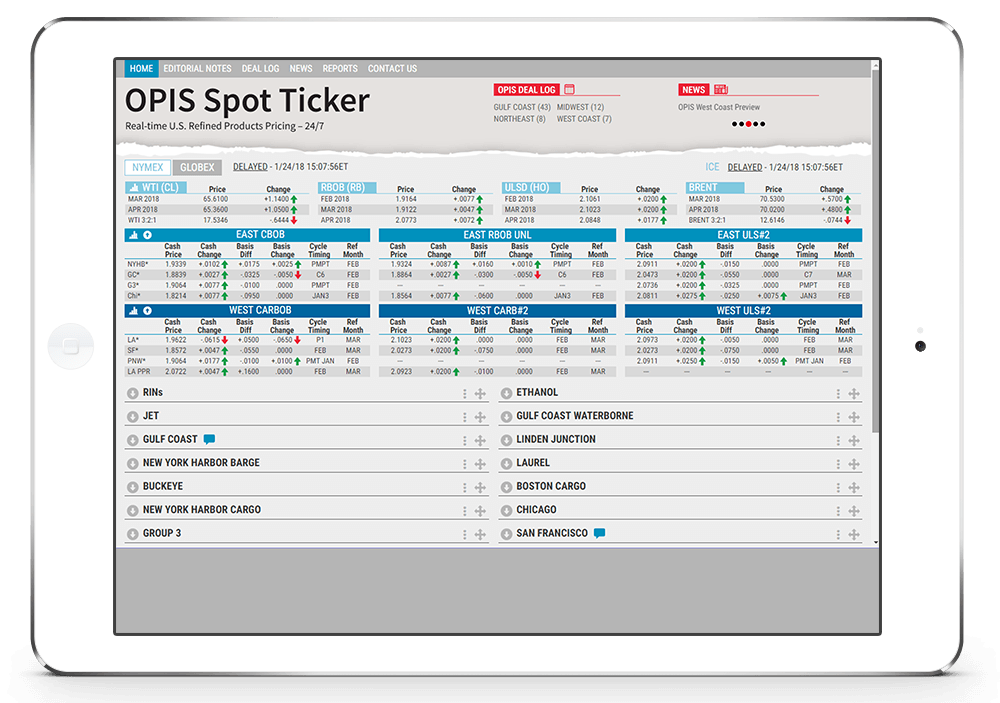 HOME EDITORIAL NOTES DEAL LOG NEWS REPORTS CONTACT US
OPIS Spot Ticker
Real-time U.S. Refined Products Pricing – 24/7
OPIS DEAL LOG
GULF COAST (43) MIDWEST (12)
NORTHEAST (8) WEST COAST (7)
NEWS
OPIS West Coast Preview
NYMEX GLOBEX DELAYED - 1/24/18 15:07:56ET ICE DELAYED - 1/24/18 15:07:56ET
WTI (CL) Price Change RBOB (RB) Price Change ULSD (HO) Price Change BRENT Price Change
MAR 2018 65.6100 +1.1400 FEB 2018 1.9164 +.0077 FEB 2018 2.1061 +.0200 MAR 2018 70.5300 +.5700
APR 2018 65.3600 +1.0500 MAR 2018 1.9122 +.0047 MAR 2018 2.1023 +.0200 APR 2018 70.0200 +.4800
WTI 3:2:1 17.5346 -.6444 APR 2018 2.0773 +.0072 APR 2018 2.0848 +.0177 BRENT 3:2:1 12.6146 -.0744
EAST CBOB EAST RBOB UNL EAST ULS#2
Cash Cash Basis Basis Cycle Ref Cash Cash Basis Basis Cycle Ref Cash Cash Basis Basis Cycle Ref
Price Change Diff Change Timing Month Price Change Diff Change Timing Month Price Change Diff Change Timing Month
NYHB* 1.9339 +.0102 +.0175 +.0025 PMPT FEB 1.9324 +.0087 +.0160 +.0010 PMPT FEB 2.0911 +.0200 -.0150 .0000 PMPT FEB
GC* 1.8839 +.0027 -.0325 -.0050 C6 FEB 1.8864 +.0027 -.0300 -.0050 C6 FEB 2.0473 +.0200 -.0550 .0000 C7 MAR
G3* 1.9064 +.0077 -.0100 .0000 PMPT FEB --- --- --- --- --- --- 2.0736 +.0200 -.0325 .0000 PMPT FEB
Chi* 1.8214 +.0077 -.0950 .0000 JAN3 FEB 1.8564 +.0077 -.0600 .0000 JAN3 FEB 2.0811 +.0275 -.0250 +.0075 JAN3 FEB
WEST CARBOB WEST CARB#2 WEST ULS#2
Cash Cash Basis Basis Cycle Ref Cash Cash Basis Basis Cycle Ref Cash Cash Basis Basis Cycle Ref
Price Change Diff Change Timing Month Price Change Diff Change Timing Month Price Change Diff Change Timing Month
LA* 1.9622 -.0615 +.0500 -.0650 P1 MAR 2.1023 +.0200 .0000 .0000 FEB MAR 2.0973 +.0200 -.0050 .0000 FEB MAR
SF* 1.8572 +.0047 -.0550 .0000 FEB MAR 2.0273 +.0200 -.0750 .0000 FEB MAR 2.0273 +.0200 -.0750 .0000 FEB MAR
PNW* 1.9064 +.0177 -.0100 +.0100 PMT JAN FEB --- --- --- --- --- --- 2.0911 +.0250 -.0150 +.0050 PMT JAN FEB
LA PPR 2.0722 +.0047 +.1600 .0000 FEB MAR 2.0923 +.0200 -.0100 .0000 FEB MAR --- --- --- --- --- ---
RINs ETHANOL
JET GULF COAST WATERBORNE
GULF COAST LINDEN JUNCTION
NEW YORK HARBOR BARGE LAUREL
BUCKEYE BOSTON CARGO
NEW YORK HARBOR CARGO CHICAGO
GROUP 3 SAN FRANCISCO